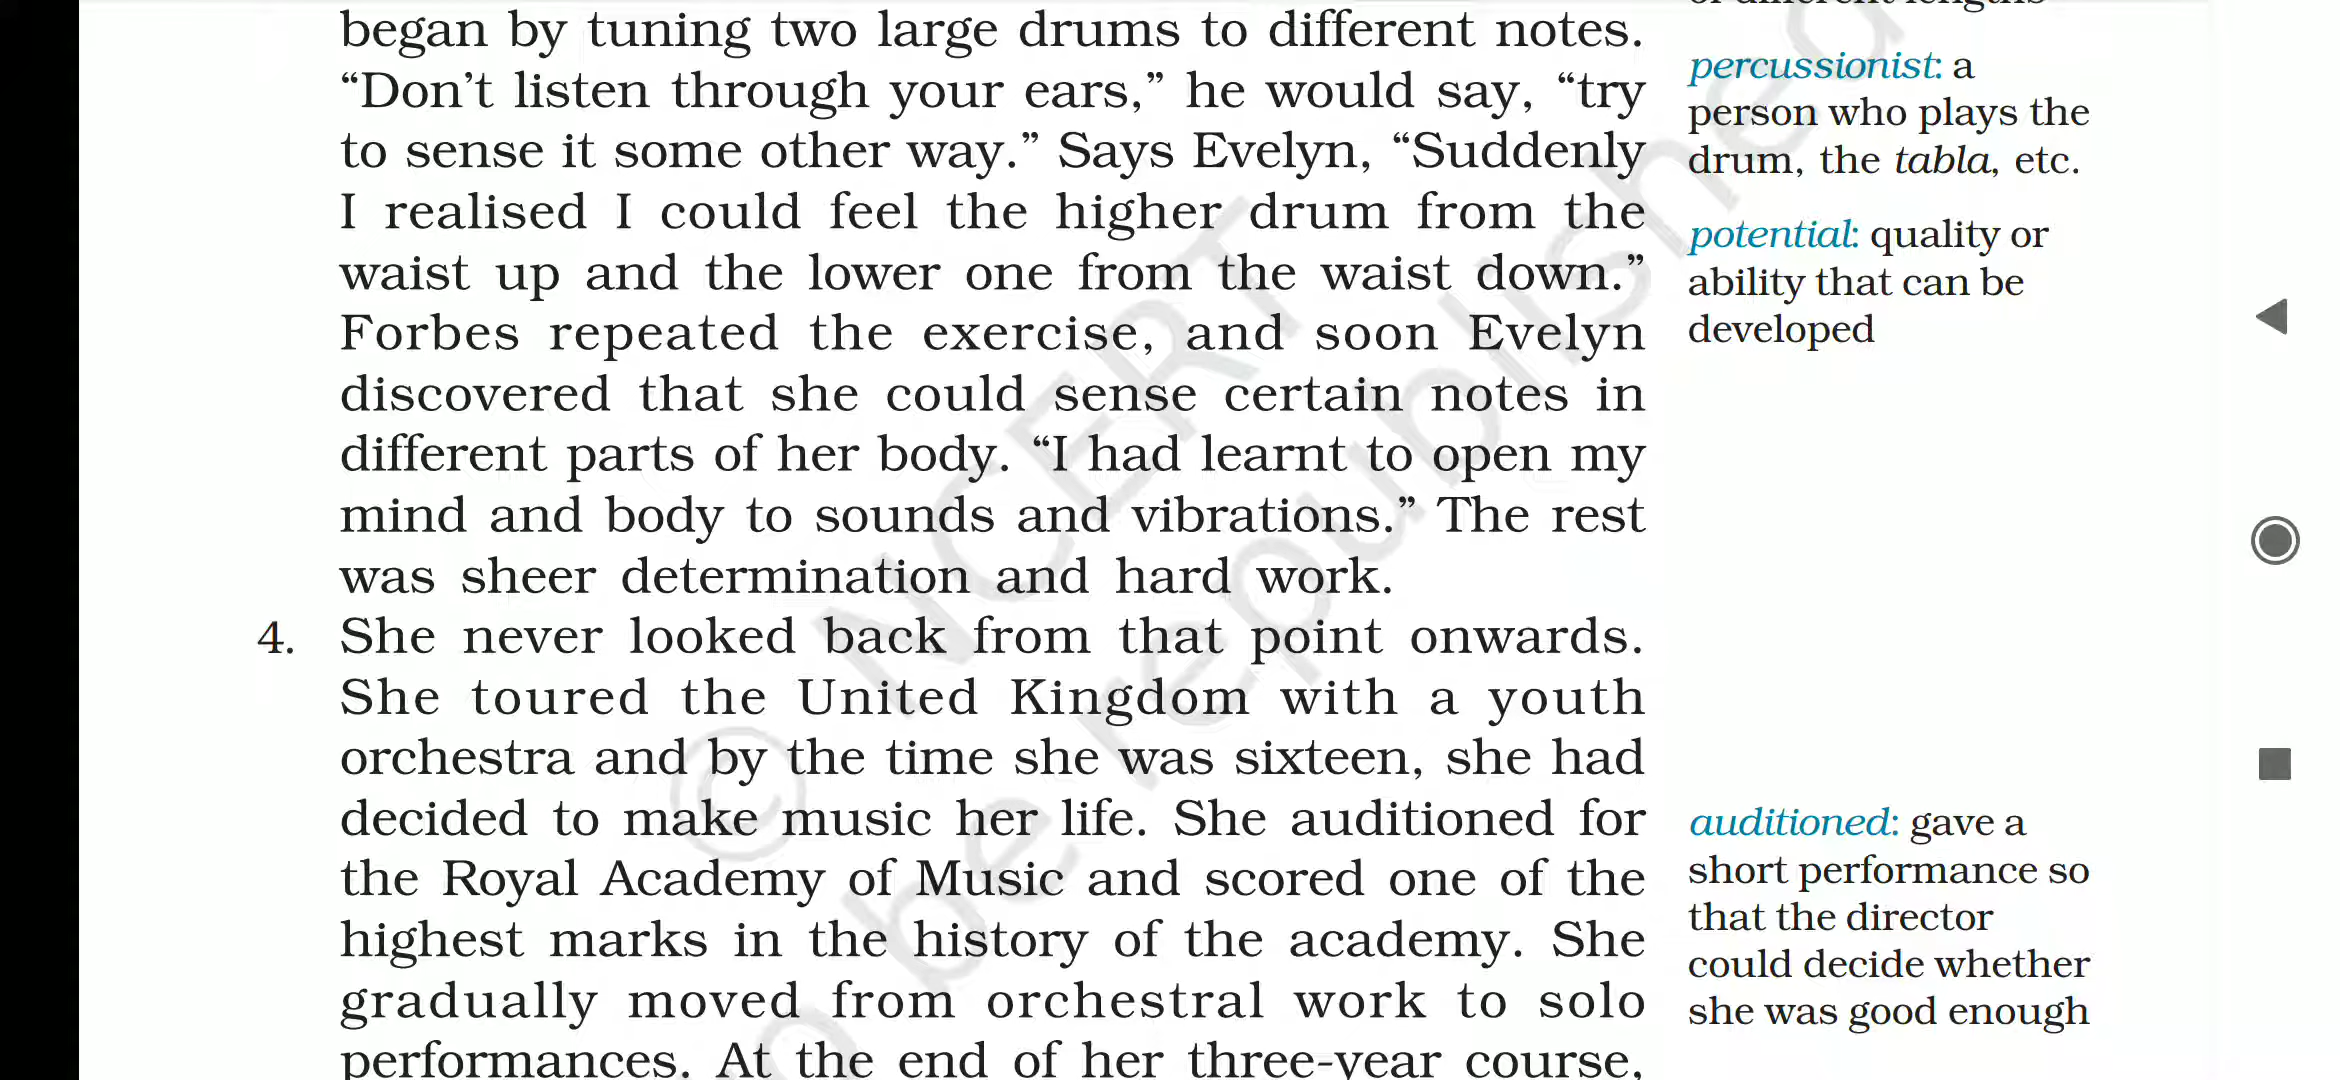 began by tuning two large drums to different notes.
“Don’t listen through your ears,” he would say, “try
to sense it some other way.” Says Evelyn, “Suddenly
I realised I could feel the higher drum from the
waist up and the lower one from the waist down.”
Forbes repeated the exercise, and soon Evelyn
discovered that she could sense certain notes in
different parts of her body. “I had learnt to open my
mind and body to sounds and vibrations.” The rest
was sheer determination and hard work.
4. She never looked back from that point onwards.
She toured the United Kingdom with a youth
orchestra and by the time she was sixteen, she had
decided to make music her life. She auditioned for
the Royal Academy of Music and scored one of the
highest marks in the history of the academy. She
gradually moved from orchestral work to solo
performances. At the end of her three-year course,
of different lengths
percussionist: a
person who plays the
drum, the tabla, etc.
potential: quality or
ability that can be
developed
auditioned: gave a
short performance so
that the director
could decide whether
she was good enough
© NCERT
be republished